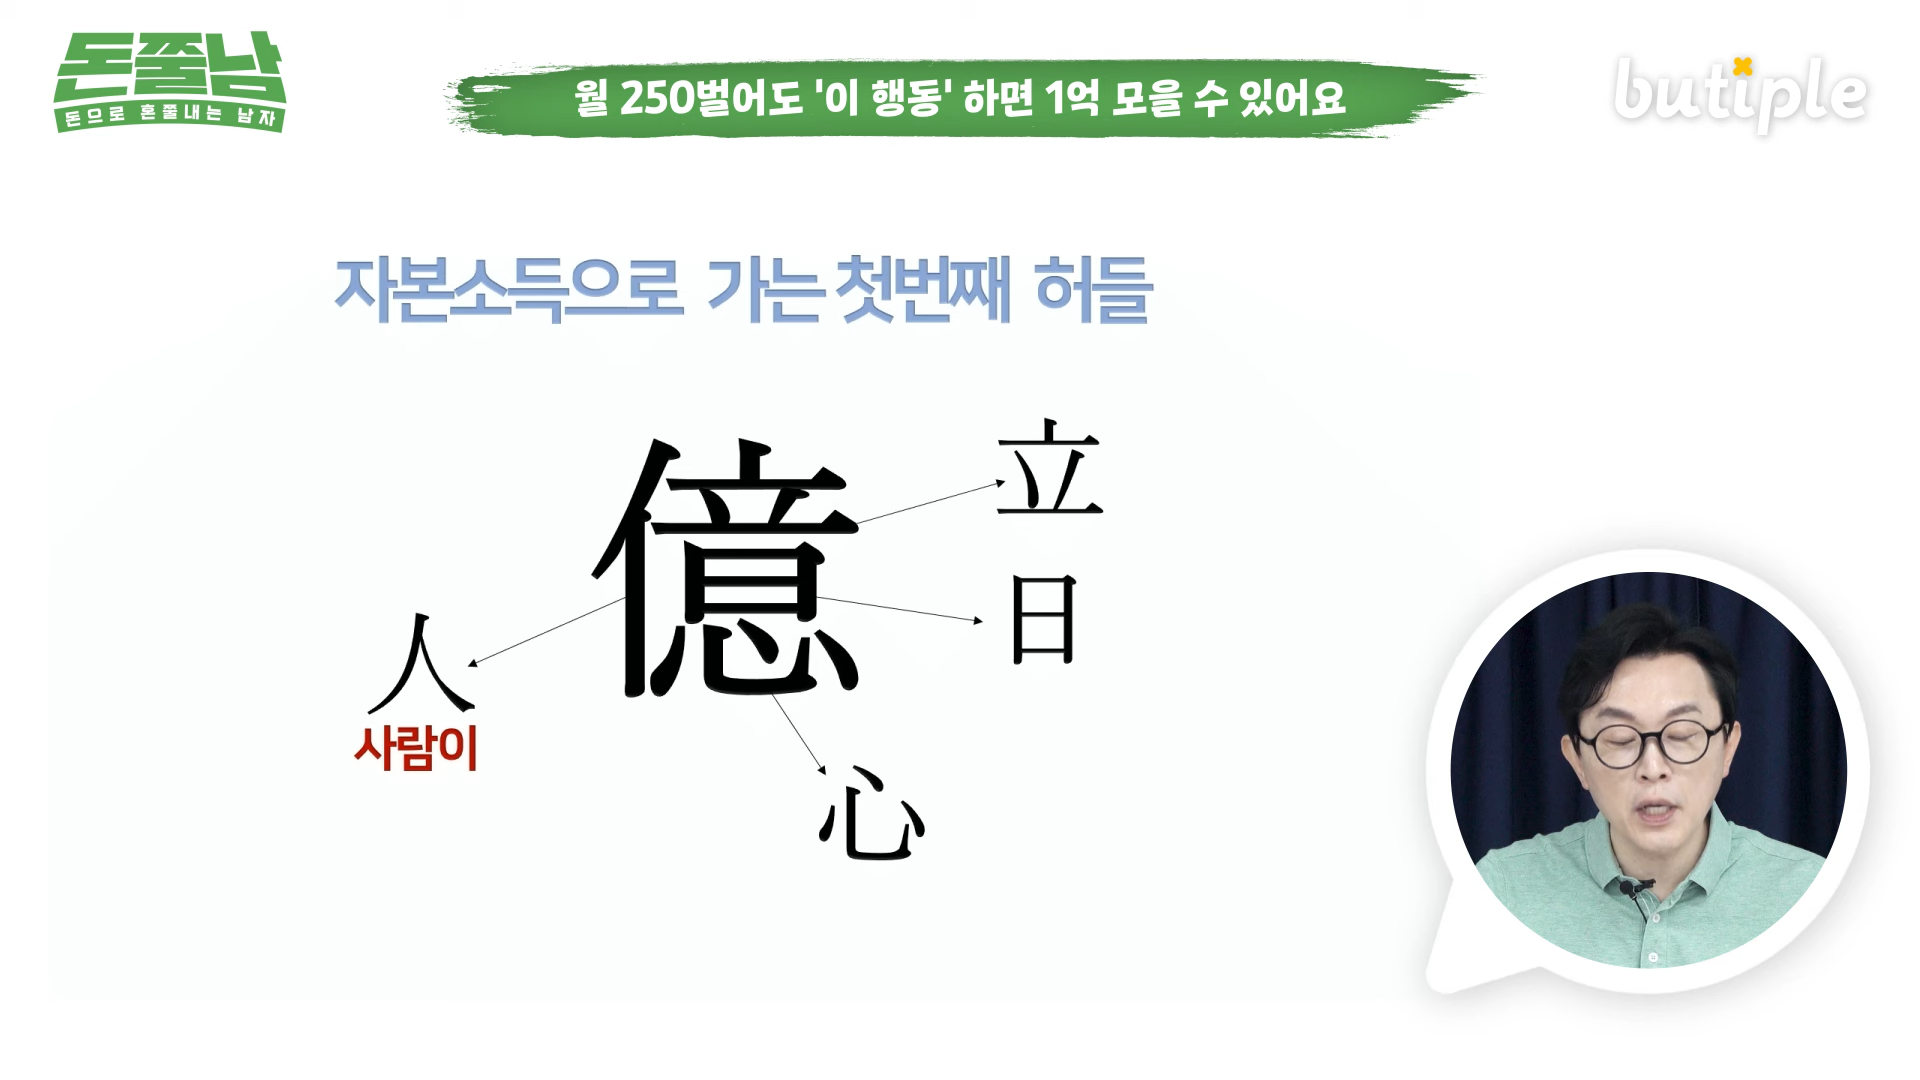 돈쭐남
돈으로 혼쭐내는 남자
월 250벌어도 '이 행동' 하면 1억 모을 수 있어요
butiple
자본소득으로 가는 첫번째 허들
億
立
日
人
사람이
心